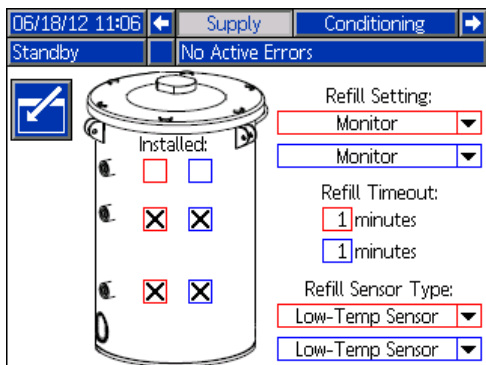 06/18/12 11:06 Supply Conditioning
Standby No Active Errors
Refill Setting:
Monitor
Monitor
Installed:
Refill Timeout:
1 minutes
1 minutes
Refill Sensor Type:
Low-Temp Sensor
Low-Temp Sensor